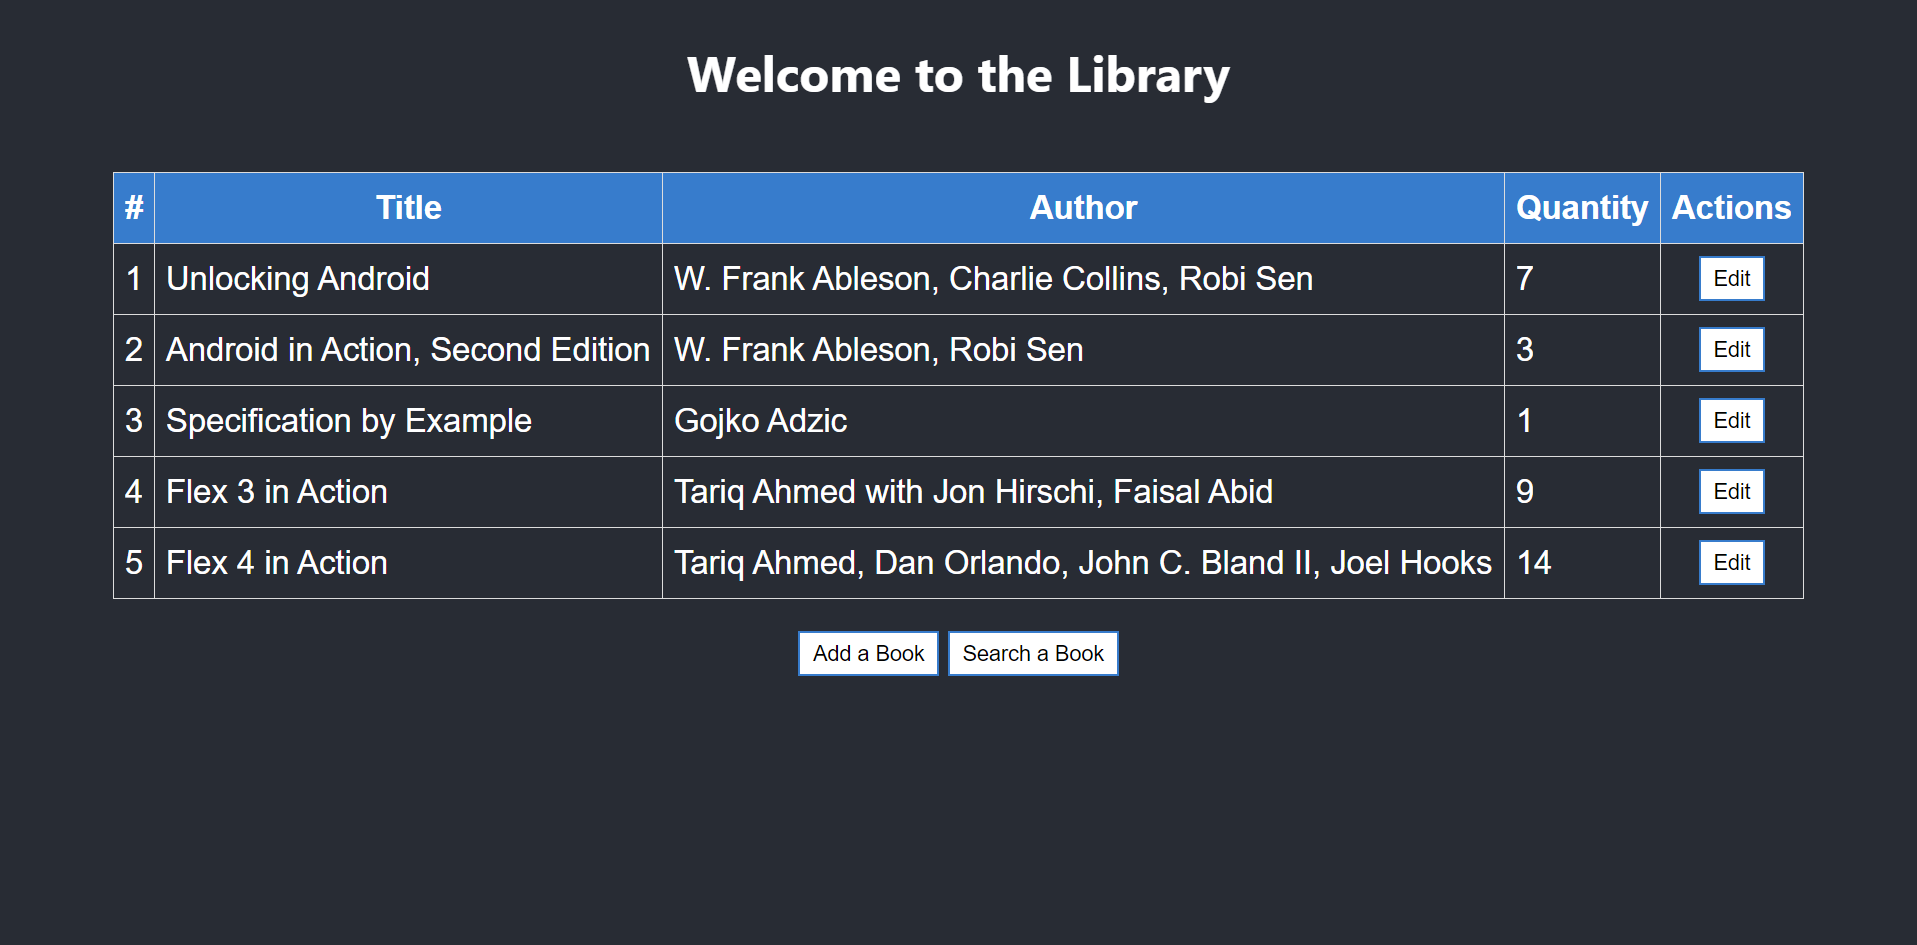 Welcome to the Library
# Title Author Quantity Actions
1 Unlocking Android W. Frank Ableson, Charlie Collins, Robi Sen 7 Edit
2 Android in Action, Second Edition W. Frank Ableson, Robi Sen 3 Edit
3 Specification by Example Gojko Adzic 1 Edit
4 Flex 3 in Action Tariq Ahmed with Jon Hirschi, Faisal Abid 9 Edit
5 Flex 4 in Action Tariq Ahmed, Dan Orlando, John C. Bland II, Joel Hooks 14 Edit
Add a Book Search a Book